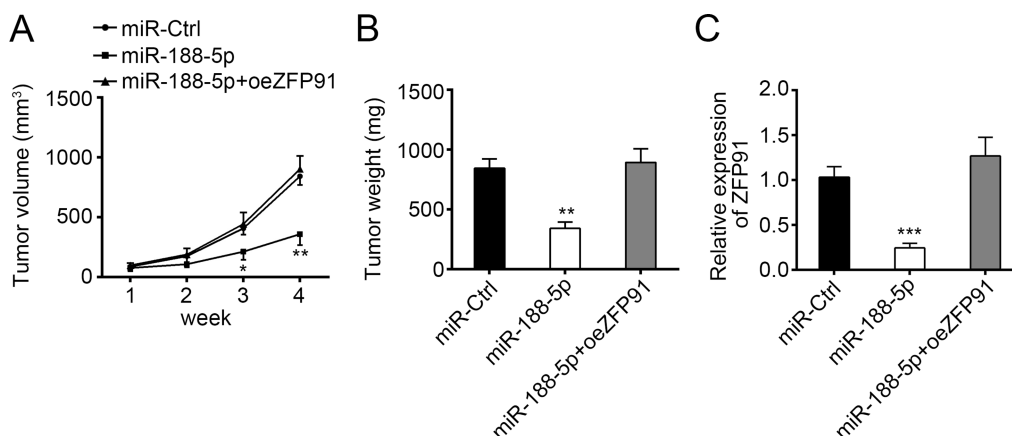 A
miR-Ctrl
miR-188-5p
miR-188-5p+oeZFP91
Tumor volume (mm³)
1500
1000
500
0
*
**
1 2 3 4
week
B
Tumor weight (mg)
1500
1000
500
0
**
miR-Ctrl
miR-188-5p
miR-188-5p+oeZFP91
C
Relative expression
of ZFP91
2.0
1.5
1.0
0.5
0.0
***
miR-Ctrl
miR-188-5p
miR-188-5p+oeZFP91